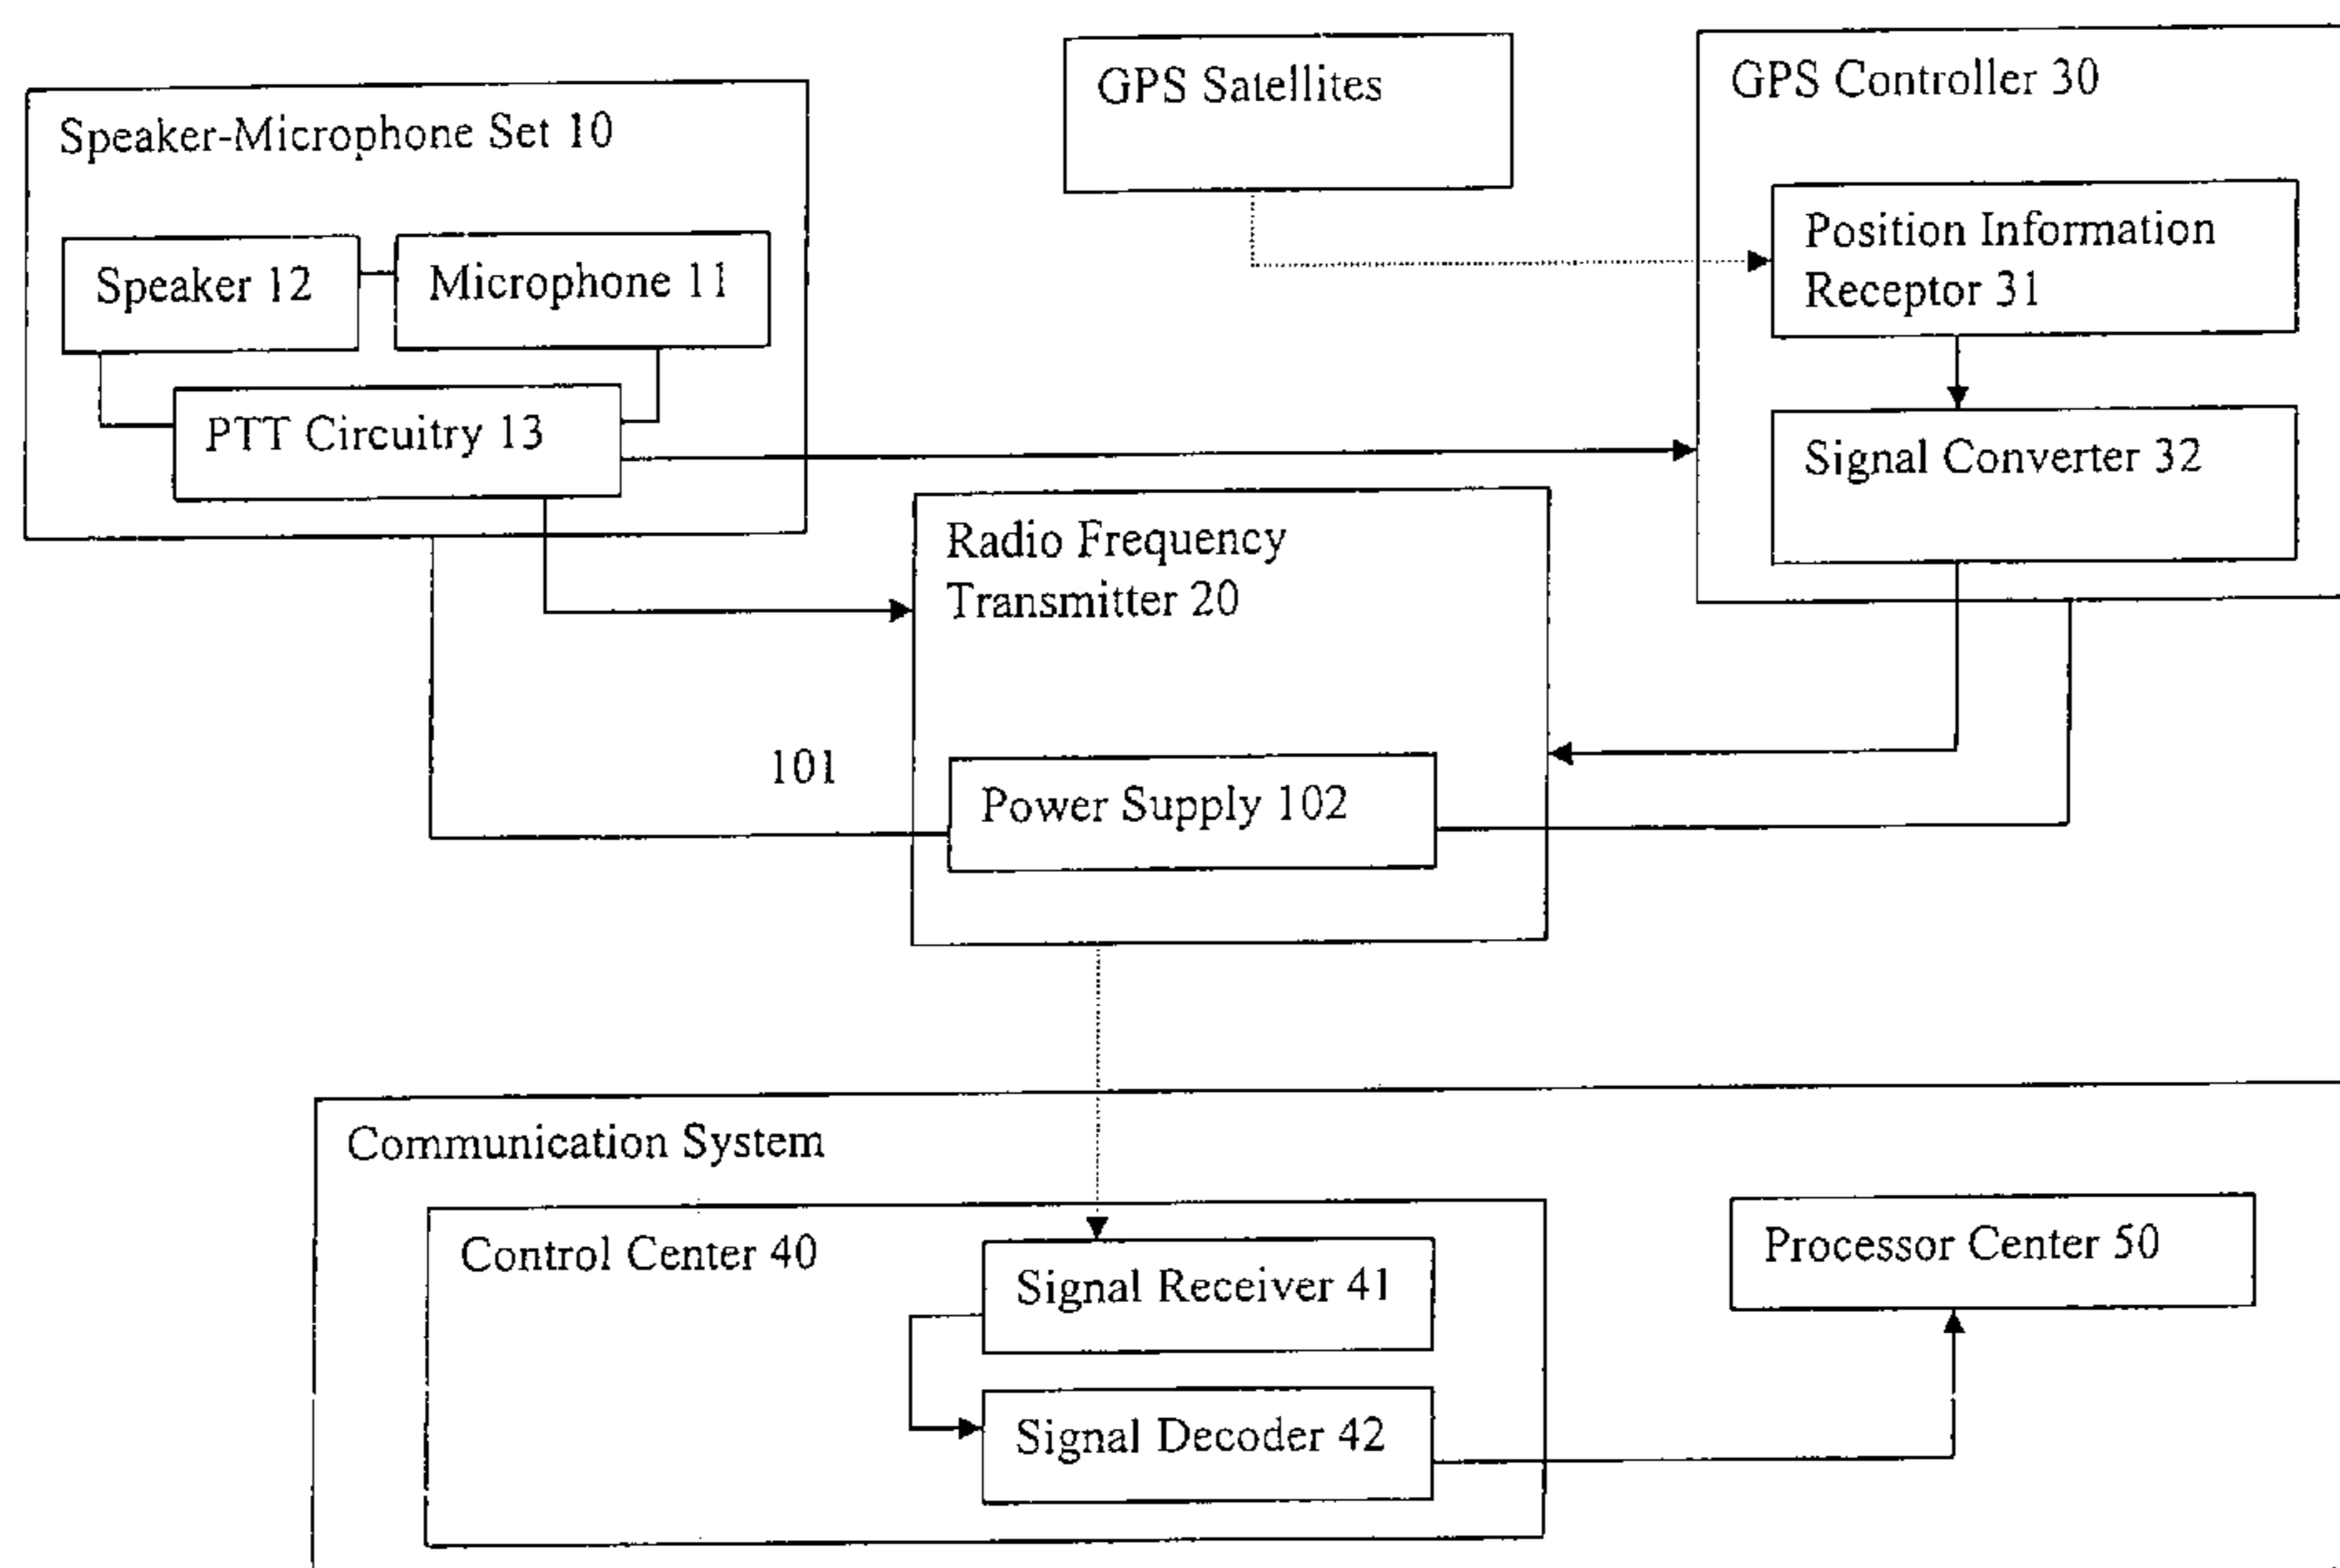 GPS Satellites
GPS Controller 30
Speaker-Microphone Set 10
Position Information
Receptor 31
Speaker 12
Microphone 11
PTT Circuitry 13
Signal Converter 32
Radio Frequency
Transmitter 20
101
Power Supply 102
Communication System
Control Center 40
Signal Receiver 41
Processor Center 50
Signal Decoder 42